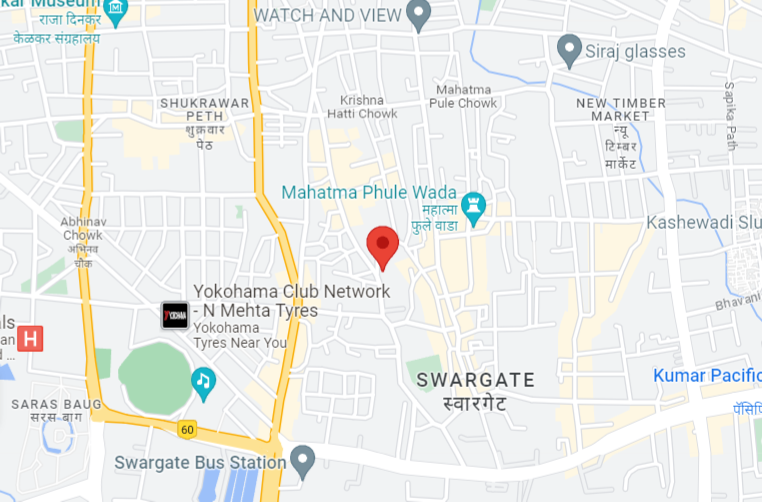 kar Museum
राजा दिनकर
केळकर संग्रहालय
WATCH AND VIEW
Siraj glasses
SHUKRAWAR
PETH
शुक्रवार
पेठ
Krishna
Hatti Chowk
Mahatma
Pule Chowk
NEW TIMBER
MARKET
न्यू
टिम्बर
मार्केट
Sapika Path
Mahatma Phule Wada
महात्मा
फुले वाडा
Abhinav
Chowk
अभिनव
चौक
Kashewadi Slu
Bhavani
Yokohama Club Network
- N Mehta Tyres
Yokohama
Tyres Near You
als
an
d ...
H
SWARGATE
स्वारगेट
Kumar Pacific
SARAS BAUG
सरस बाग
60
Swargate Bus Station